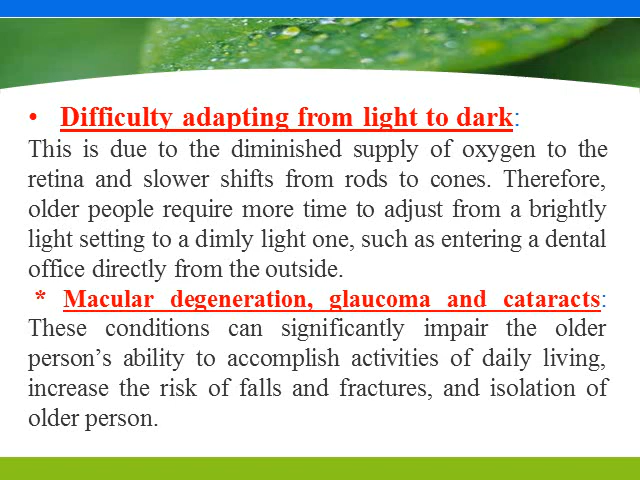 • Difficulty adapting from light to dark:
This is due to the diminished supply of oxygen to the
retina and slower shifts from rods to cones. Therefore,
older people require more time to adjust from a brightly
light setting to a dimly light one, such as entering a dental
office directly from the outside.
* Macular degeneration, glaucoma and cataracts:
These conditions can significantly impair the older
person’s ability to accomplish activities of daily living,
increase the risk of falls and fractures, and isolation of
older person.